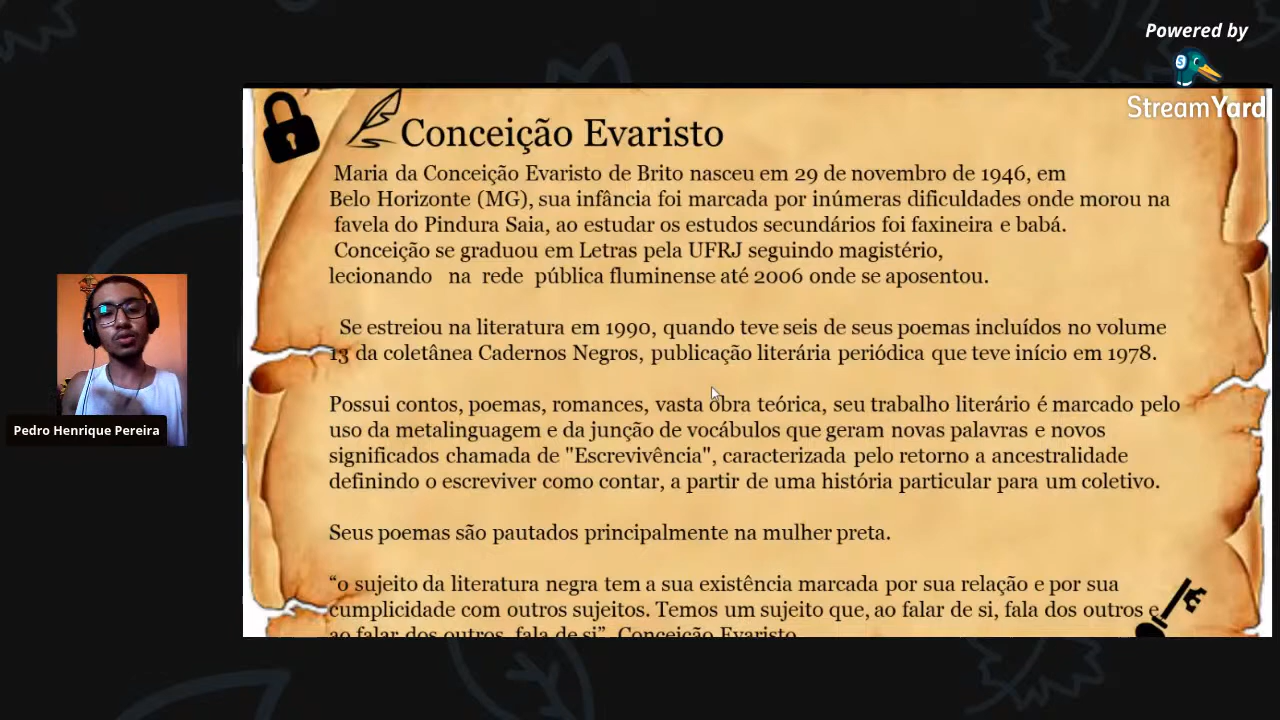 Powered by
StreamYard
Conceição Evaristo
Maria da Conceição Evaristo de Brito nasceu em 29 de novembro de 1946, em
Belo Horizonte (MG), sua infância foi marcada por inúmeras dificuldades onde morou na
favela do Pindura Saia, ao estudar os estudos secundários foi faxineira e babá.
Conceição se graduou em Letras pela UFRJ seguindo magistério,
lecionando na rede pública fluminense até 2006 onde se aposentou.
Se estreiou na literatura em 1990, quando teve seis de seus poemas incluídos no volume
13 da coletânea Cadernos Negros, publicação literária periódica que teve início em 1978.
Possui contos, poemas, romances, vasta obra teórica, seu trabalho literário é marcado pelo
uso da metalinguagem e da junção de vocábulos que geram novas palavras e novos
significados chamada de "Escrevivência", caracterizada pelo retorno a ancestralidade
definindo o escreviver como contar, a partir de uma história particular para um coletivo.
Seus poemas são pautados principalmente na mulher preta.
“o sujeito da literatura negra tem a sua existência marcada por sua relação e por sua
cumplicidade com outros sujeitos. Temos um sujeito que, ao falar de si, fala dos outros e,
ao falar dos outros, fala de si”. Conceição Evaristo
Pedro Henrique Pereira